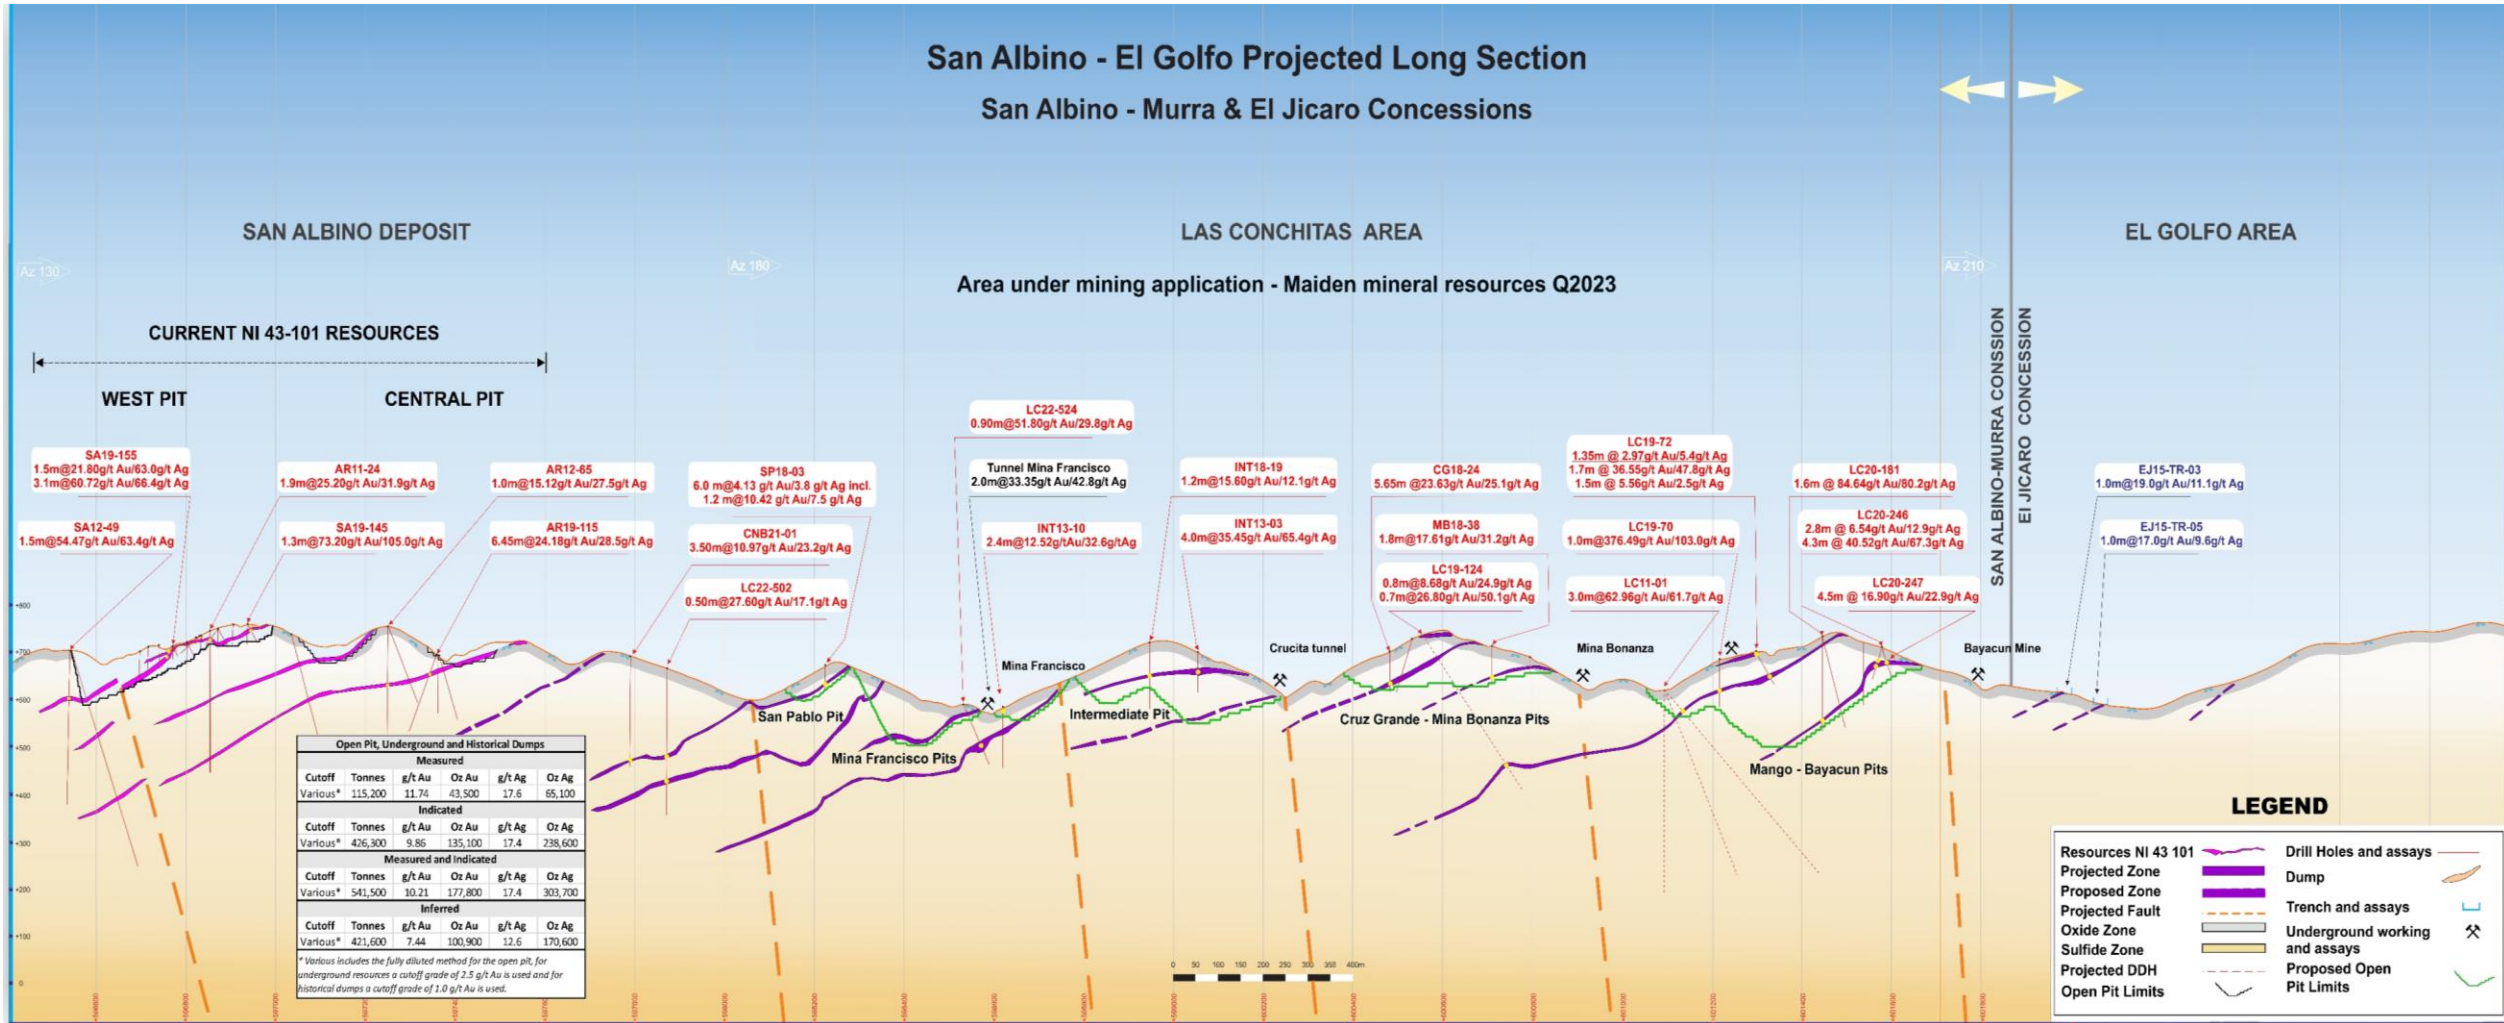 San Albino - El Golfo Projected Long Section
San Albino - Murra & El Jicaro Concessions
SAN ALBINO DEPOSIT
LAS CONCHITAS AREA
EL GOLFO AREA
Az 130
Az 180
Az 210
Area under mining application - Maiden mineral resources Q2023
CURRENT NI 43-101 RESOURCES
WEST PIT
CENTRAL PIT
SAN ALBINO-MURRA CONSSION
El JICARO CONCESSION
SA19-155
1.5m@21.80g/t Au/63.0g/t Ag
3.1m@60.72g/t Au/66.4g/t Ag
SA12-49
1.5m@54.47g/t Au/63.4g/t Ag
AR11-24
1.9m@25.20g/t Au/31.9g/t Ag
SA19-145
1.3m@73.20g/t Au/105.0g/t Ag
AR12-65
1.0m@15.12g/t Au/27.5g/t Ag
AR19-115
6.45m@24.18g/t Au/28.5g/t Ag
SP18-03
6.0 m@4.13 g/t Au/3.8 g/t Ag incl.
1.2 m@10.42 g/t Au/7.5 g/t Ag
CNB21-01
3.50m@10.97g/t Au/23.2g/t Ag
LC22-502
0.50m@27.60g/t Au/17.1g/t Ag
LC22-524
0.90m@51.80g/t Au/29.8g/t Ag
Tunnel Mina Francisco
2.0m@33.35g/t Au/42.8g/t Ag
INT13-10
2.4m@12.52g/tAu/32.6g/tAg
INT18-19
1.2m@15.60g/t Au/12.1g/t Ag
INT13-03
4.0m@35.45g/t Au/65.4g/t Ag
CG18-24
5.65m @23.63g/t Au/25.1g/t Ag
MB18-38
1.8m@17.61g/t Au/31.2g/t Ag
LC19-124
0.8m@8.68g/t Au/24.9g/t Ag
0.7m@26.80g/t Au/50.1g/t Ag
LC19-72
1.35m @ 2.97g/t Au/5.4g/t Ag
1.7m @ 36.55g/t Au/47.8g/t Ag
1.5m @ 5.56g/t Au/2.5g/t Ag
LC19-70
1.0m@376.49g/t Au/103.0g/t Ag
LC11-01
3.0m@62.96g/t Au/61.7g/t Ag
LC20-181
1.6m @ 84.64g/t Au/80.2g/t Ag
LC20-246
2.8m @ 6.54g/t Au/12.9g/t Ag
4.3m @ 40.52g/t Au/67.3g/t Ag
LC20-247
4.5m @ 16.90g/t Au/22.9g/t Ag
EJ15-TR-03
1.0m@19.0g/t Au/11.1g/t Ag
EJ15-TR-05
1.0m@17.0g/t Au/9.6g/t Ag
+800
+700
+600
+500
+400
+300
+200
+100
0
Mina Francisco
Crucita tunnel
Mina Bonanza
Bayacun Mine
San Pablo Pit
Mina Francisco Pits
Intermediate Pit
Cruz Grande - Mina Bonanza Pits
Mango - Bayacun Pits
Open Pit, Underground and Historical Dumps
Measured
Cutoff Tonnes g/t Au Oz Au g/t Ag Oz Ag
Various* 115,200 11.74 43,500 17.6 65,100
Indicated
Cutoff Tonnes g/t Au Oz Au g/t Ag Oz Ag
Various* 426,300 9.86 135,100 17.4 238,600
Measured and Indicated
Cutoff Tonnes g/t Au Oz Au g/t Ag Oz Ag
Various* 541,500 10.21 177,800 17.4 303,700
Inferred
Cutoff Tonnes g/t Au Oz Au g/t Ag Oz Ag
Various* 421,600 7.44 100,900 12.6 170,600
* Various includes the fully diluted method for the open pit, for
underground resources a cutoff grade of 2.5 g/t Au is used and for
historical dumps a cutoff grade of 1.0 g/t Au is used.
0 50 100 150 200 250 300 350 400m
LEGEND
Resources NI 43 101
Projected Zone
Proposed Zone
Projected Fault
Oxide Zone
Sulfide Zone
Projected DDH
Open Pit Limits
Drill Holes and assays
Dump
Trench and assays
Underground working
and assays
Proposed Open
Pit Limits